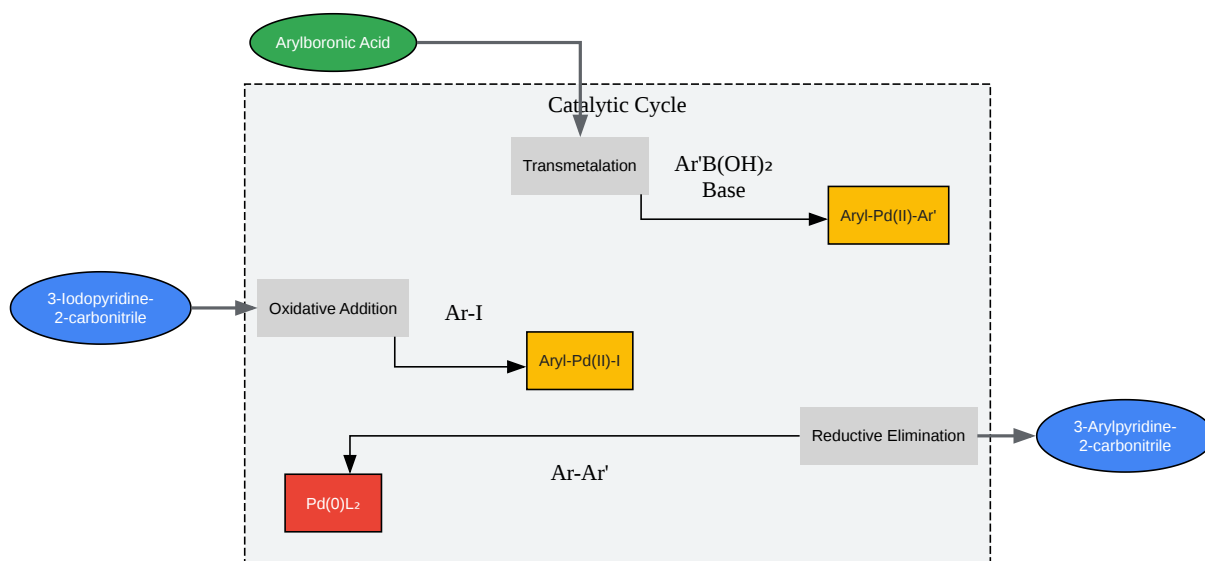 Arylboronic Acid
Catalytic Cycle
Transmetalation
Ar'B(OH)₂
Base
Aryl-Pd(II)-Ar'
3-Iodopyridine-
2-carbonitrile
Oxidative Addition
Ar-I
Aryl-Pd(II)-I
Reductive Elimination
3-Arylpyridine-
2-carbonitrile
Ar-Ar'
Pd(0)L₂